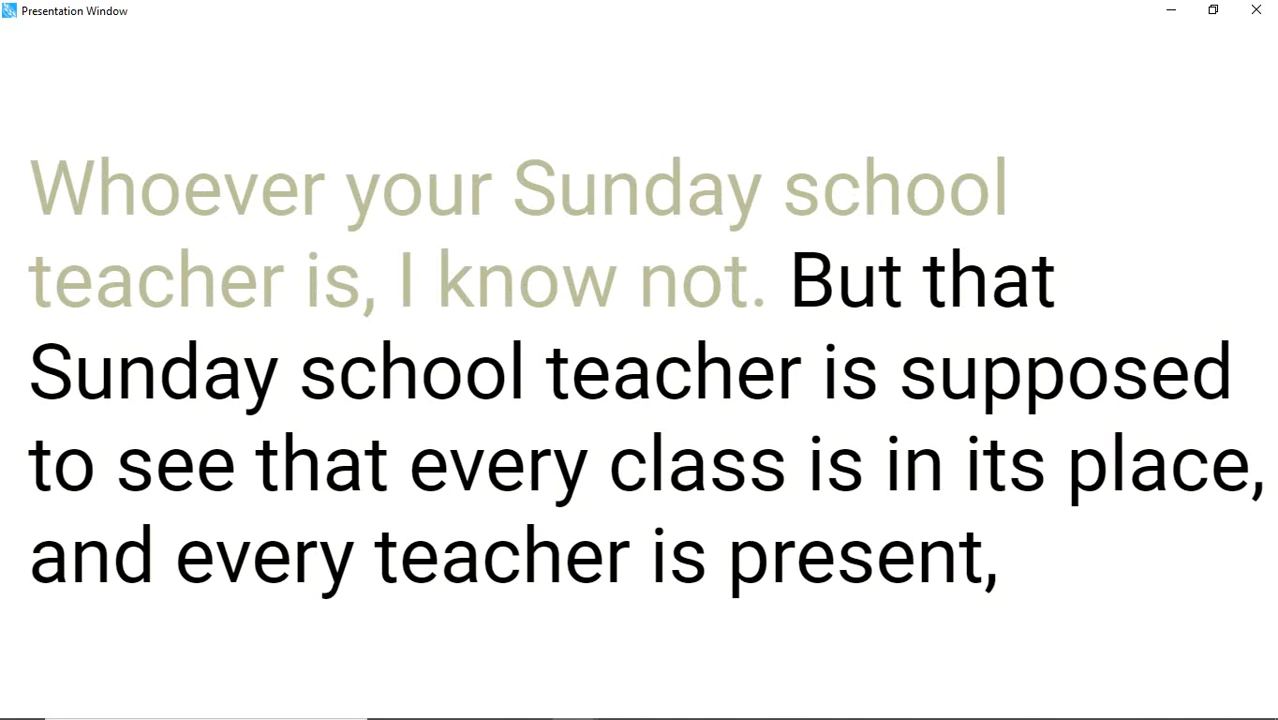 Presentation Window
Whoever your Sunday school
teacher is, I know not. But that
Sunday school teacher is supposed
to see that every class is in its place,
and every teacher is present,